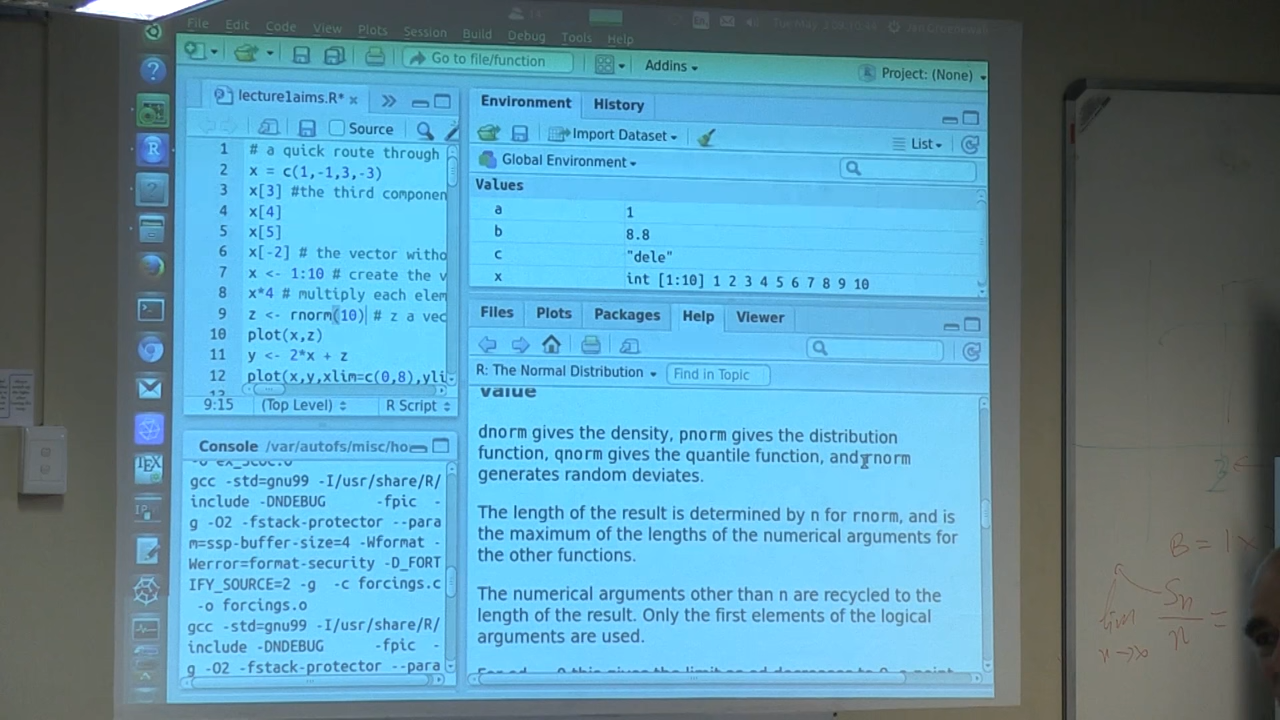 File Edit Code View Plots Session Build Debug Tools Help
Go to file/function
Addins
Project: (None)
lecture1aims.R*
Source
1 # a quick route through
2 x = c(1,-1,3,-3)
3 x[3] #the third componen
4 x[4]
5 x[5]
6 x[-2] # the vector witho
7 x <- 1:10 # create the v
8 x*4 # multiply each elem
9 z <- rnorm(10) # z a vec
10 plot(x,z)
11 y <- 2*x + z
12 plot(x,y,xlim=c(0,8),yli
9:15 (Top Level) R Script
Console /var/autofs/misc/ho
gcc -std=gnu99 -I/usr/share/R/
include -DNDEBUG -fpic -
g -O2 -fstack-protector --para
m=ssp-buffer-size=4 -Wformat -
Werror=format-security -D_FORT
IFY_SOURCE=2 -g -c forcings.c
-o forcings.o
gcc -std=gnu99 -I/usr/share/R/
include -DNDEBUG -fpic -
g -O2 -fstack-protector --para
Environment History
Import Dataset
List
Global Environment
Values
a 1
b 8.8
c "dele"
x int [1:10] 1 2 3 4 5 6 7 8 9 10
Files Plots Packages Help Viewer
R: The Normal Distribution Find in Topic
Value
dnorm gives the density, pnorm gives the distribution
function, qnorm gives the quantile function, and rnorm
generates random deviates.
The length of the result is determined by n for rnorm, and is
the maximum of the lengths of the numerical arguments for
the other functions.
The numerical arguments other than n are recycled to the
length of the result. Only the first elements of the logical
arguments are used.
TEX
B = 1
lim Sn/n =
n→∞